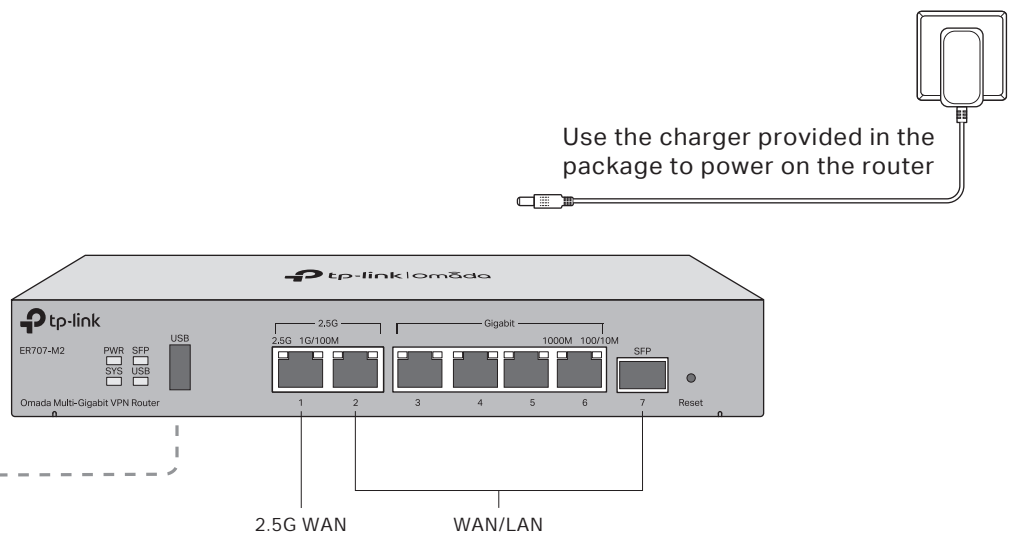 Use the charger provided in the
package to power on the router
tp-link | omāda
tp-link
2.5G
Gigabit
USB
2.5G 1G/100M
1000M 100/10M
ER707-M2
PWR SFP
SFP
SYS USB
Omada Multi-Gigabit VPN Router
1 2 3 4 5 6 7 Reset
2.5G WAN
WAN/LAN